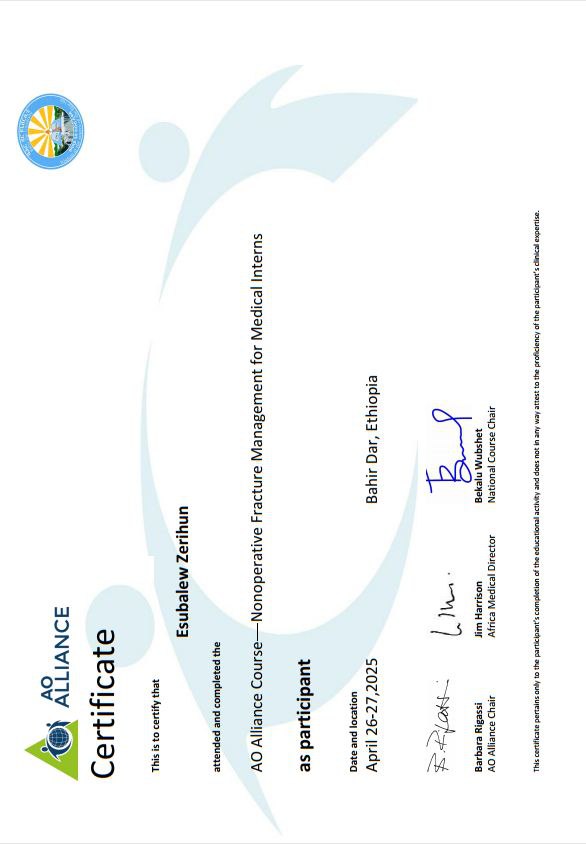 AO
ALLIANCE
Certificate
This is to certify that
Esubalew Zerihun
attended and completed the
AO Alliance Course—Nonoperative Fracture Management for Medical Interns
as participant
Date and location
April 26-27,2025 Bahir Dar, Ethiopia
Barbara Rigassi Jim Harrison Bekalu Wubshet
AO Alliance Chair Africa Medical Director National Course Chair
This certificate pertains only to the participant's completion of the educational activity and does not in any way attest to the proficiency of the participant's clinical expertise.